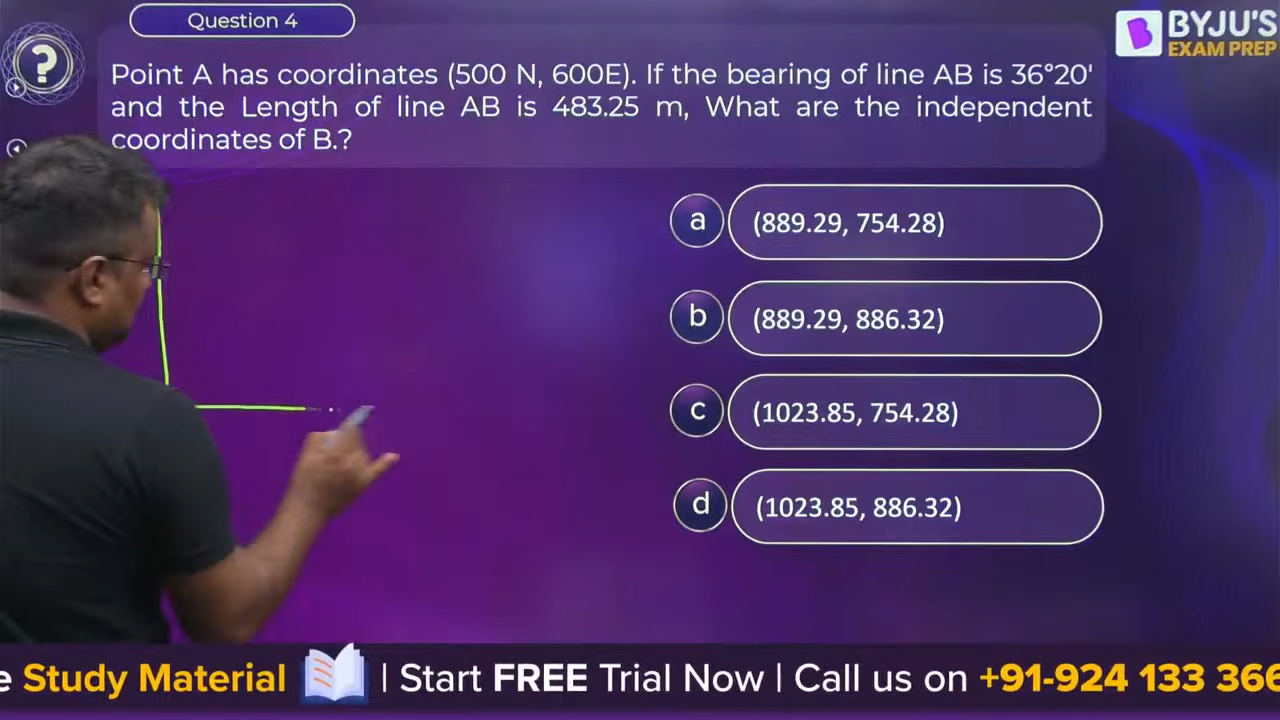 Question 4
BYJU'S
EXAM PREP
?
Point A has coordinates (500 N, 600E). If the bearing of line AB is 36°20'
and the Length of line AB is 483.25 m, What are the independent
coordinates of B.?
a (889.29, 754.28)
b (889.29, 886.32)
c (1023.85, 754.28)
d (1023.85, 886.32)
e Study Material | Start FREE Trial Now | Call us on +91-924 133 366